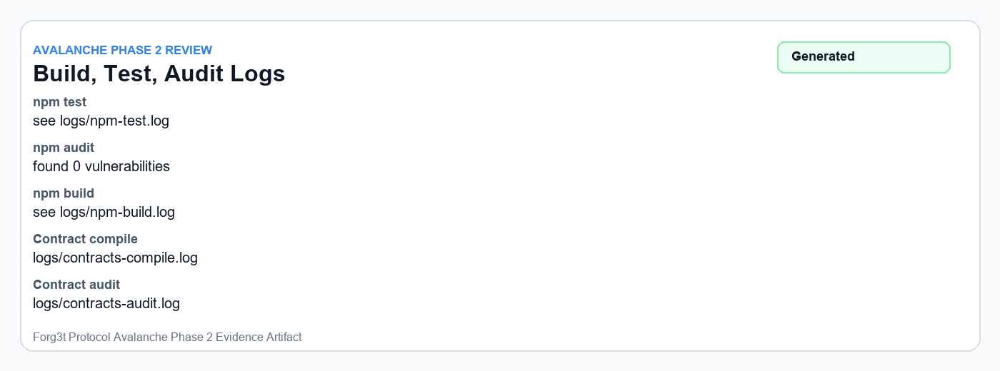 AVALANCHE PHASE 2 REVIEW
Build, Test, Audit Logs
Generated
npm test
see logs/npm-test.log
npm audit
found 0 vulnerabilities
npm build
see logs/npm-build.log
Contract compile
logs/contracts-compile.log
Contract audit
logs/contracts-audit.log
Forg3t Protocol Avalanche Phase 2 Evidence Artifact